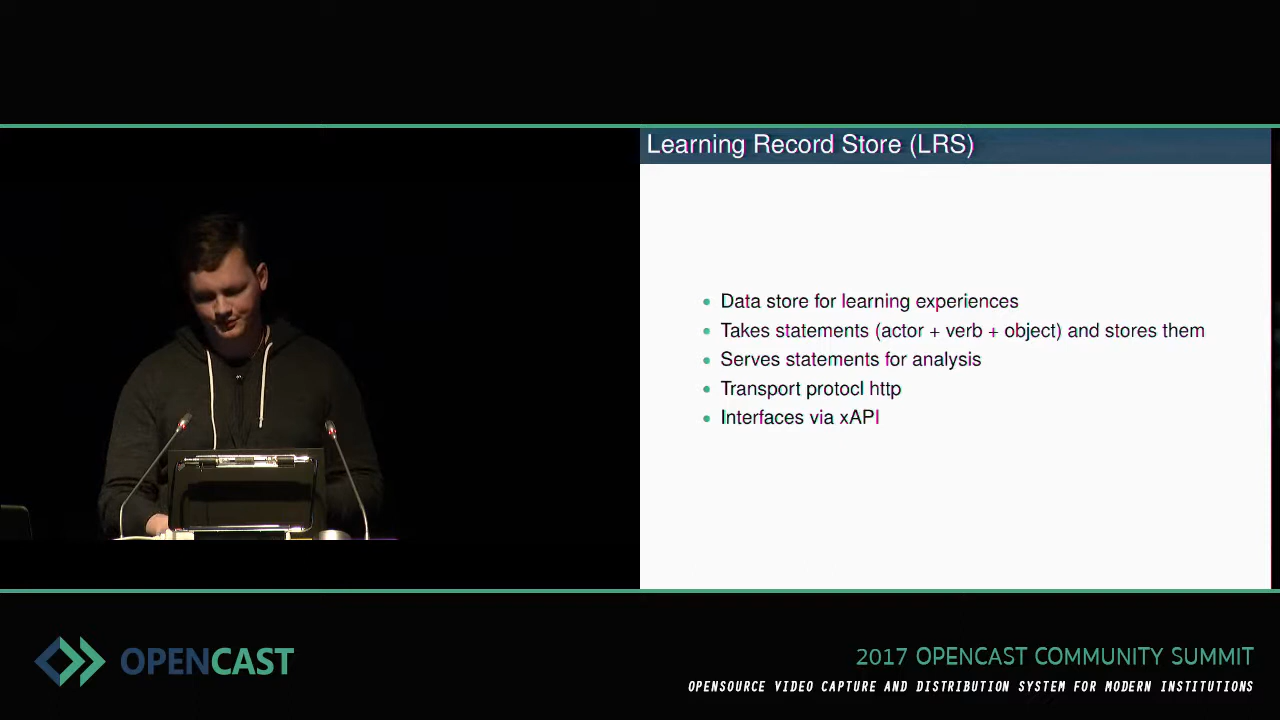 Learning Record Store (LRS)
Data store for learning experiences
Takes statements (actor + verb + object) and stores them
Serves statements for analysis
Transport protocl http
Interfaces via xAPI
OPENCAST
2017 OPENCAST COMMUNITY SUMMIT
OPENSOURCE VIDEO CAPTURE AND DISTRIBUTION SYSTEM FOR MODERN INSTITUTIONS